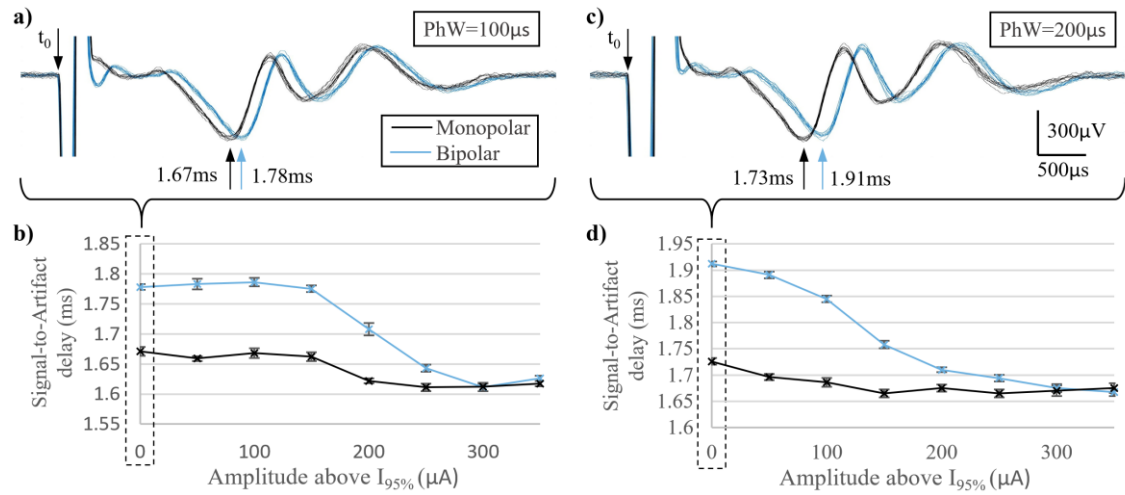 a)
t0
PhW=100µs
Monopolar
Bipolar
1.67ms
1.78ms
c)
t0
PhW=200µs
300µV
500µs
1.73ms
1.91ms
b)
Signal-to-Artifact
delay (ms)
1.85
1.8
1.75
1.7
1.65
1.6
1.55
0
100
200
300
Amplitude above I95% (µA)
d)
Signal-to-Artifact
delay (ms)
1.95
1.9
1.85
1.8
1.75
1.7
1.65
1.6
0
100
200
300
Amplitude above I95% (µA)